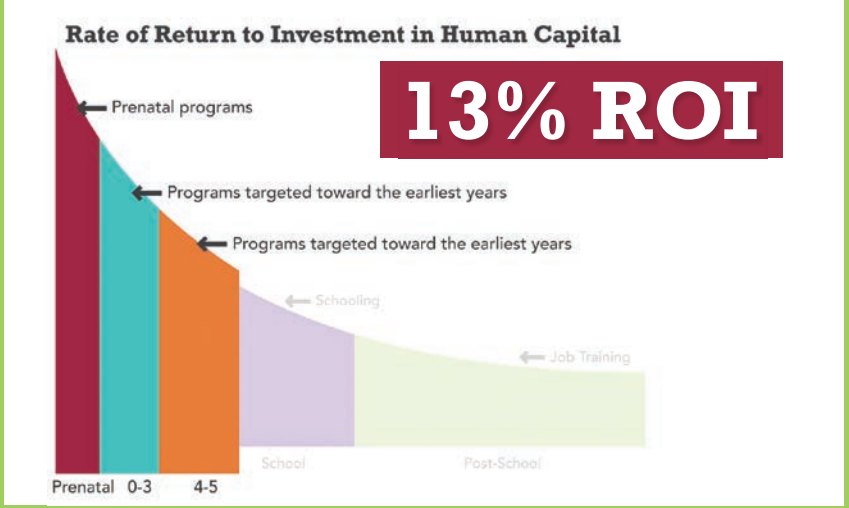 Rate of Return to Investment in Human Capital
13% ROI
Prenatal programs
Programs targeted toward the earliest years
Programs targeted toward the earliest years
Schooling
Job Training
School
Post-School
Prenatal 0-3 4-5